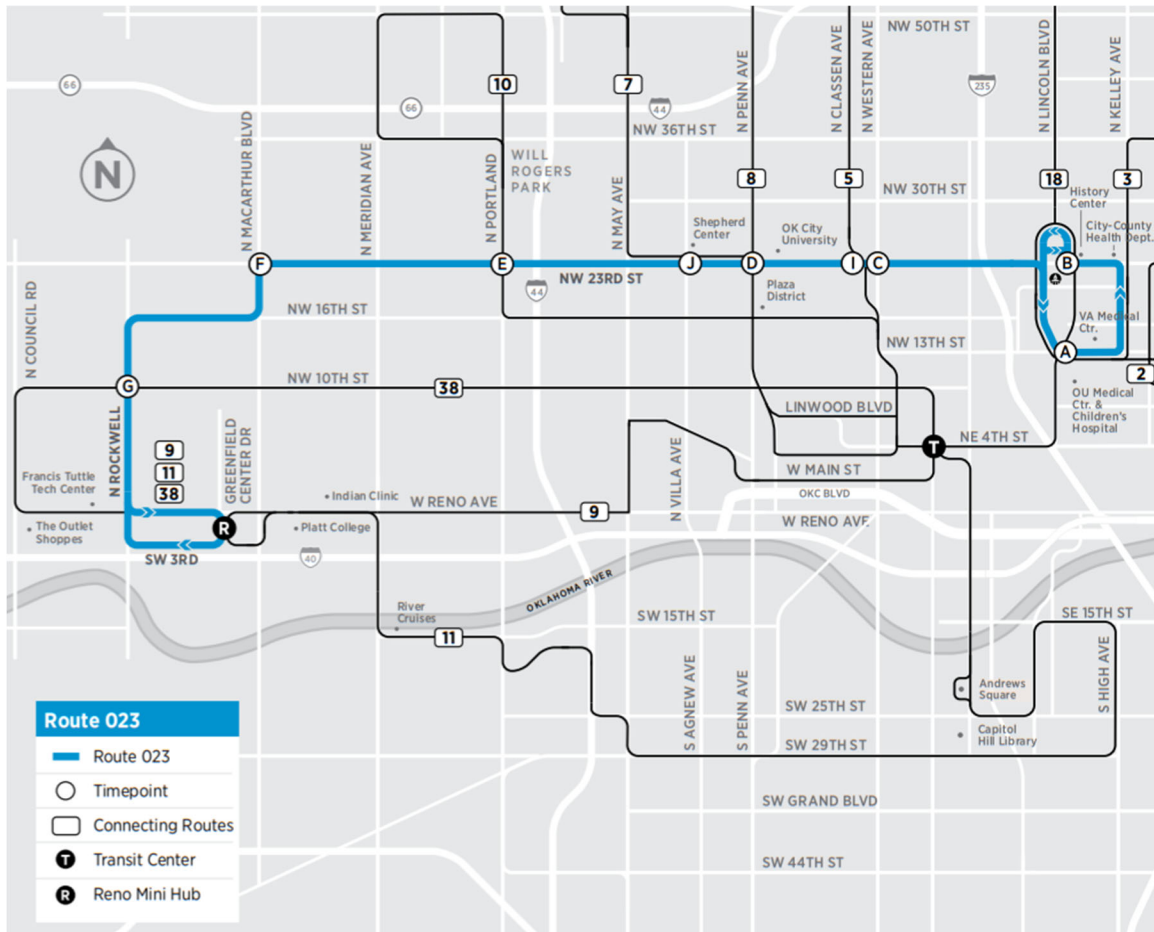 NW 50TH ST
66
10
7
66
44
235
N MACARTHUR BLVD
N MERIDIAN AVE
N PORTLAND
WILL
ROGERS
PARK
N MAY AVE
NW 36TH ST
N PENN AVE
N CLASSEN AVE
N WESTERN AVE
N LINCOLN BLVD
N KELLEY AVE
N
8
5
NW 30TH ST
18
3
History
Center
City-County
Health Dept.
Shepherd
Center
OK City
University
F
E
J
D
I
C
B
NW 23RD ST
44
Plaza
District
N COUNCIL RD
NW 16TH ST
VA Medical
Ctr.
NW 13TH ST
A
G
NW 10TH ST
38
2
OU Medical
Ctr. &
Children's
Hospital
LINWOOD BLVD
NE 4TH ST
T
N ROCKWELL
9
11
38
GREENFIELD
CENTER DR
Francis Tuttle
Tech Center
Indian Clinic
W RENO AVE
N VILLA AVE
W MAIN ST
OKC BLVD
9
W RENO AVE
The Outlet
Shoppes
R
Platt College
SW 3RD
40
OKLAHOMA RIVER
River
Cruises
11
SW 15TH ST
SE 15TH ST
S AGNEW AVE
S PENN AVE
S HIGH AVE
Andrews
Square
SW 25TH ST
Capitol
Hill Library
SW 29TH ST
SW GRAND BLVD
SW 44TH ST
Route 023
Route 023
Timepoint
Connecting Routes
T Transit Center
R Reno Mini Hub